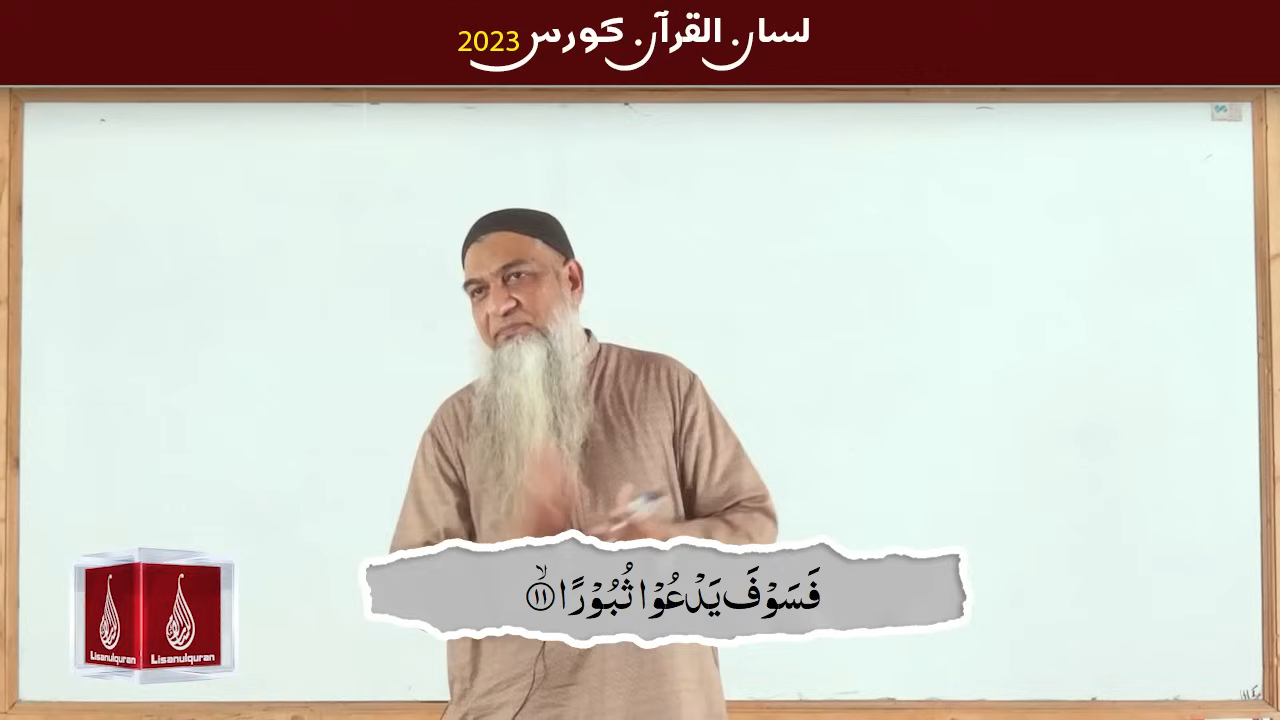 لسان القرآن کورس 2023
فَسَوْفَ يَدْعُوْا ثُبُوْرًا ۙ﴿۱۱﴾
Lisanulquran Lisanulquran